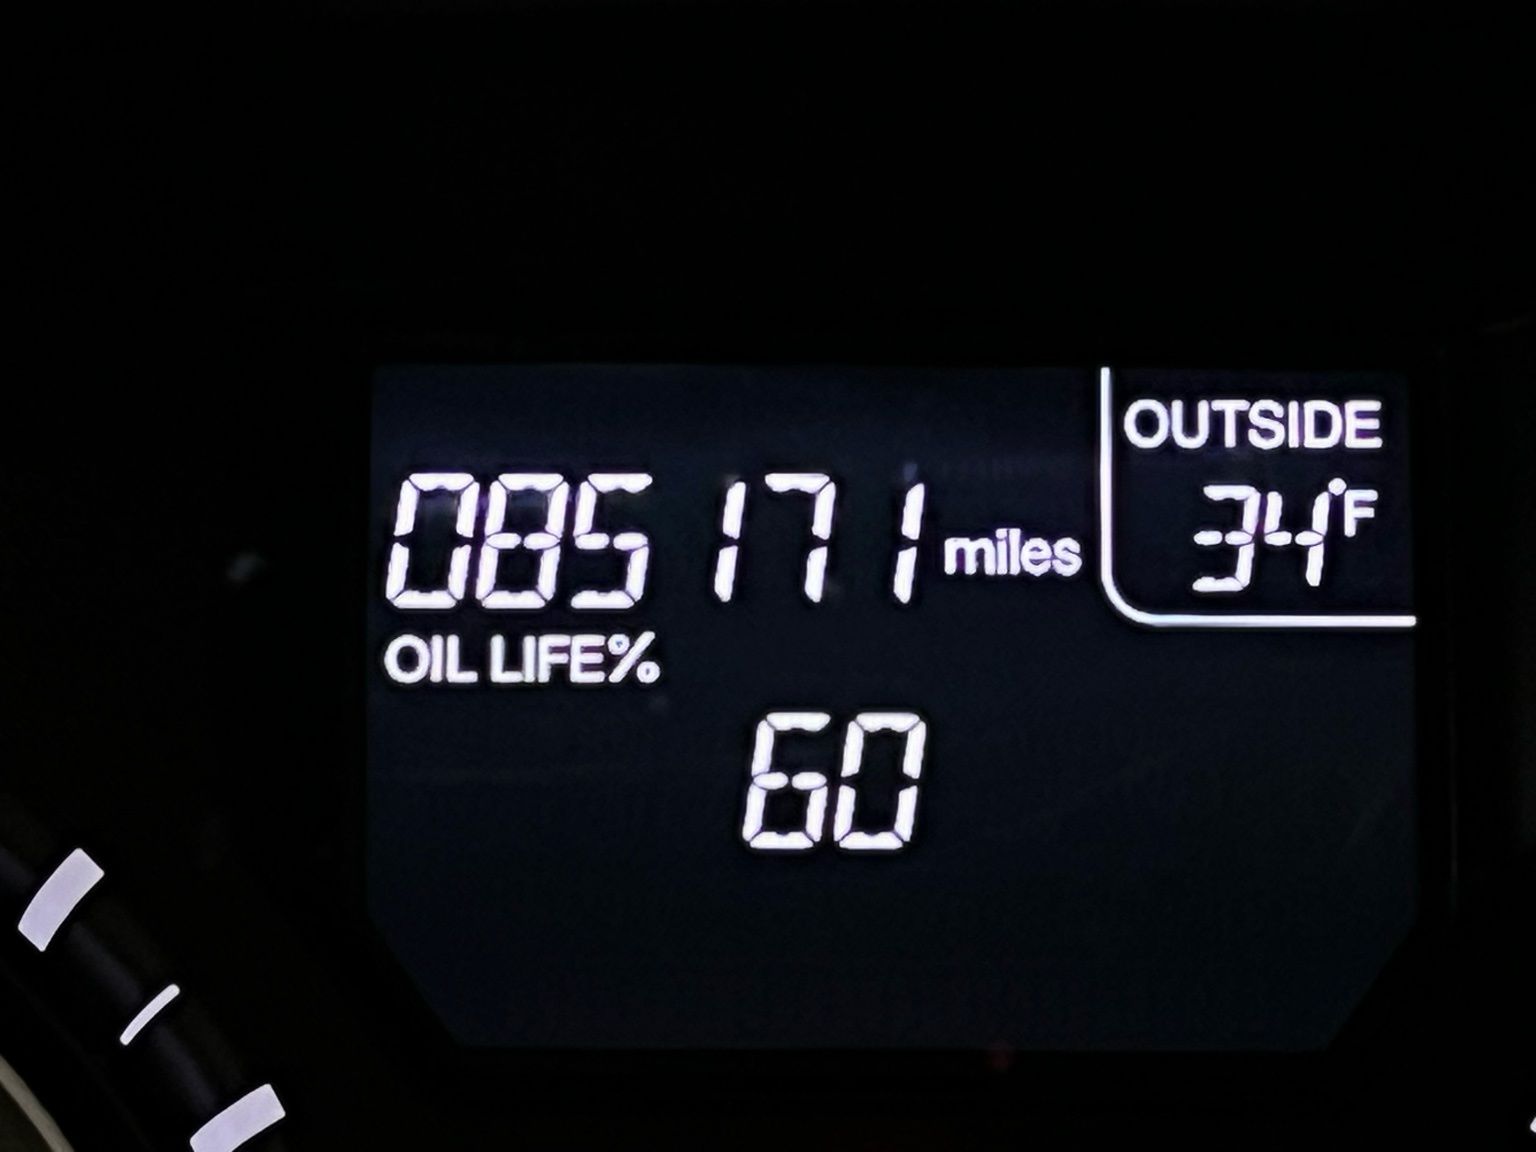 OUTSIDE
34°F
085171 miles
OIL LIFE%
60